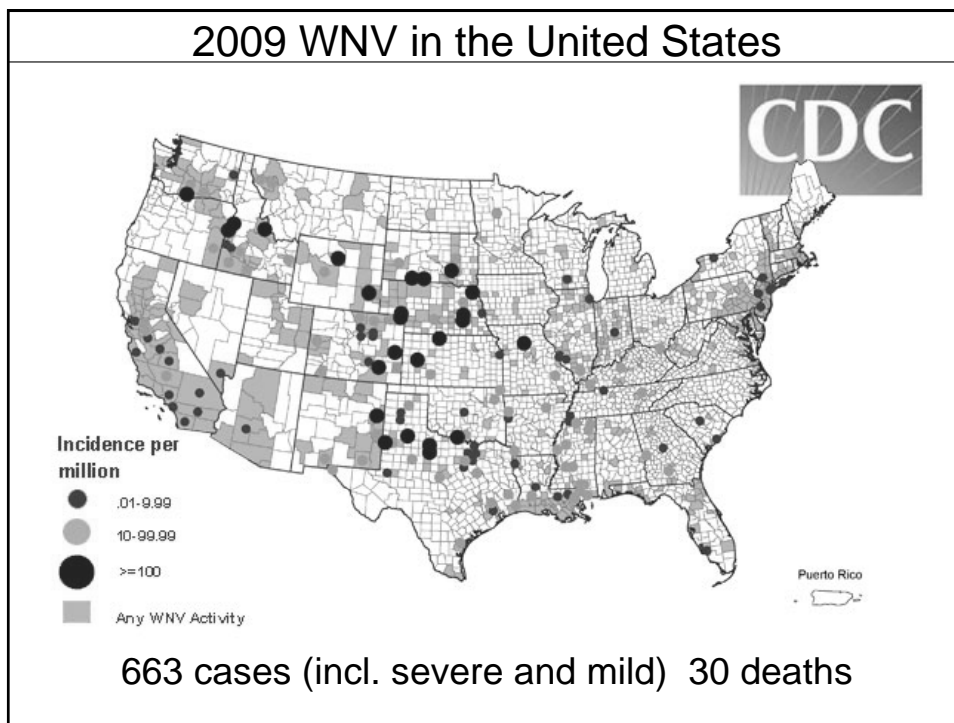 2009 WNV in the United States
CDC
Incidence per
million
.01-9.99
10-99.99
>=100
Any WNV Activity
Puerto Rico
663 cases (incl. severe and mild) 30 deaths